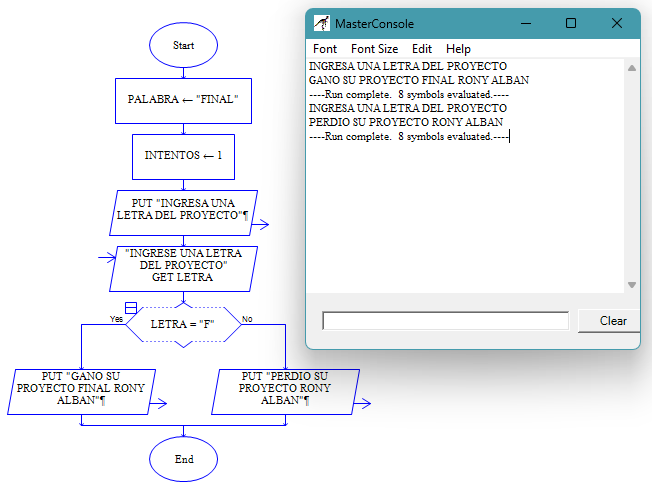 Start
PALABRA ← "FINAL"
INTENTOS ← 1
PUT "INGRESA UNA
LETRA DEL PROYECTO"¶
"INGRESE UNA LETRA
DEL PROYECTO"
GET LETRA
Yes
LETRA = "F"
No
PUT "GANO SU
PROYECTO FINAL RONY
ALBAN"¶
PUT "PERDIO SU
PROYECTO RONY
ALBAN"¶
End
MasterConsole
Font Font Size Edit Help
INGRESA UNA LETRA DEL PROYECTO
GANO SU PROYECTO FINAL RONY ALBAN
----Run complete. 8 symbols evaluated.----
INGRESA UNA LETRA DEL PROYECTO
PERDIO SU PROYECTO RONY ALBAN
----Run complete. 8 symbols evaluated.----
Clear